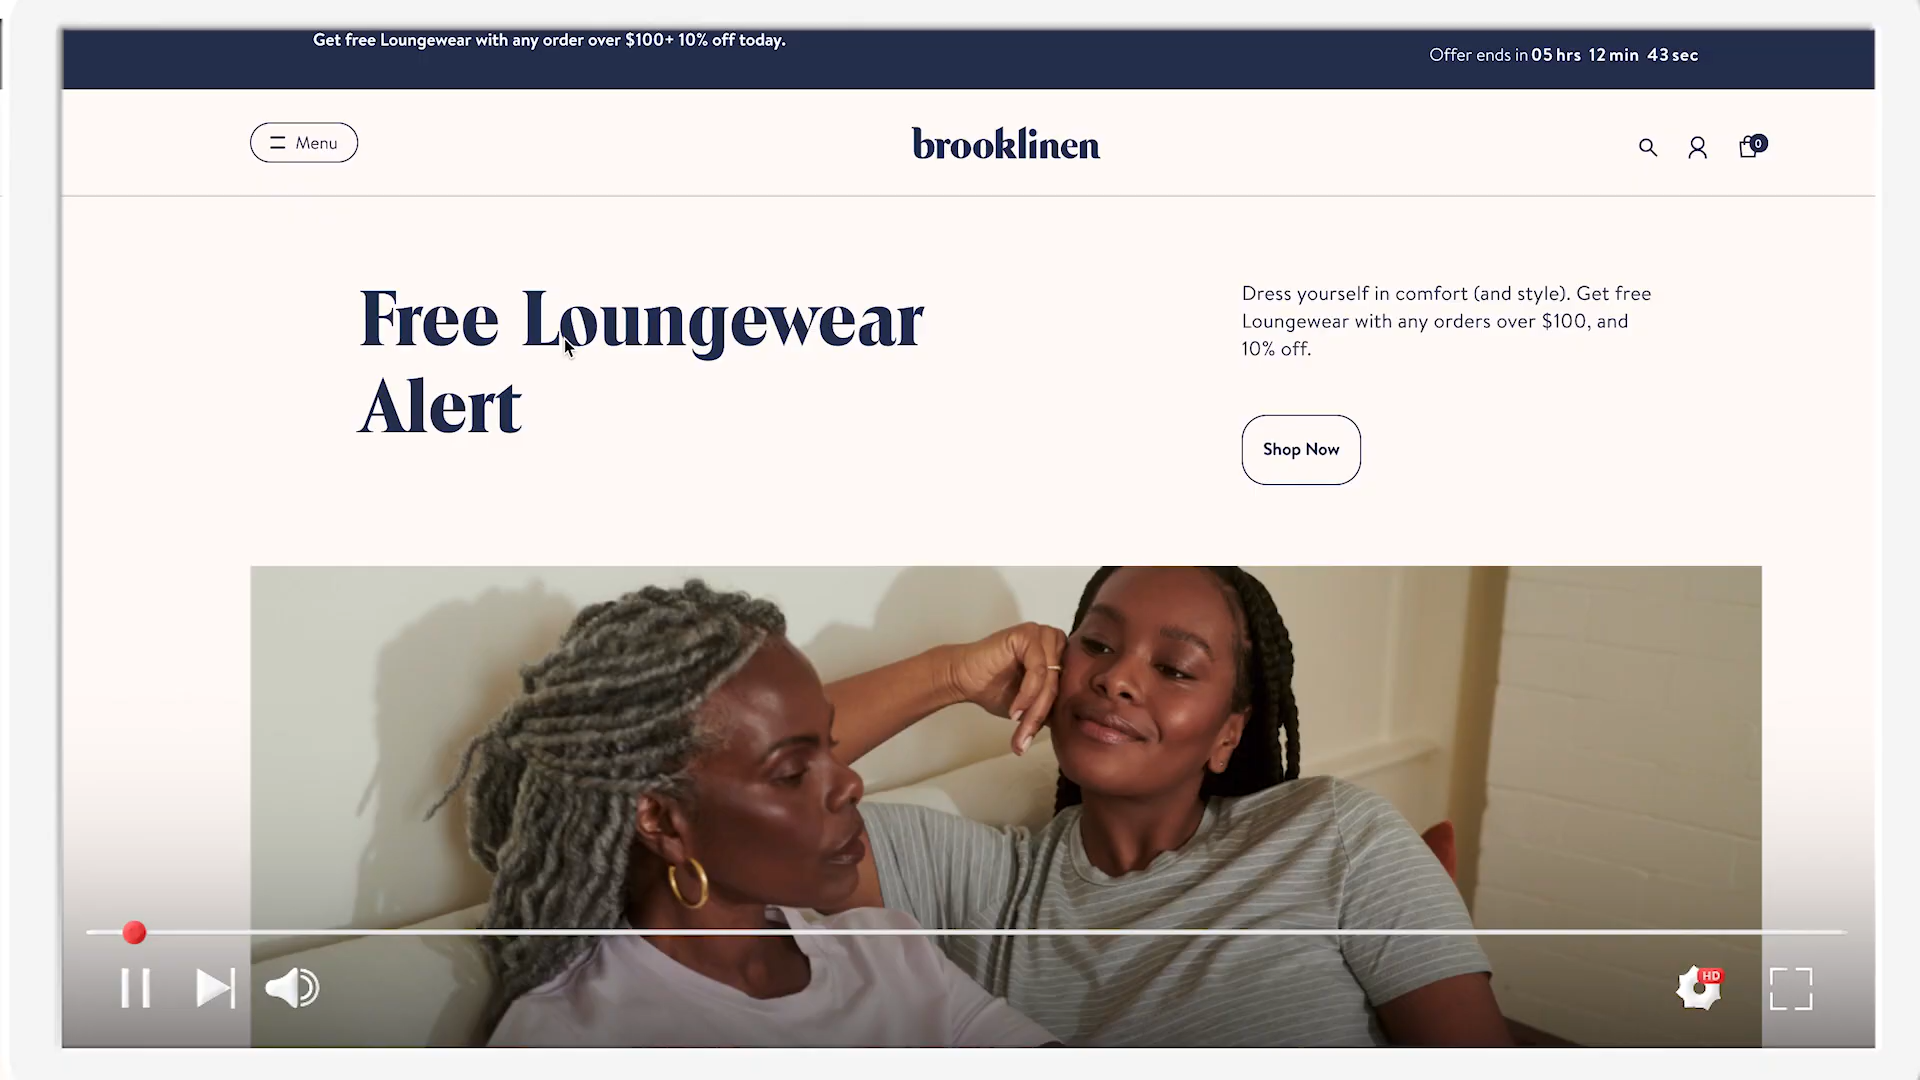 Get free Loungewear with any order over $100+ 10% off today.
Offer ends in 05 hrs 12 min 43 sec
Menu
brooklinen
0
Free Loungewear
Alert
Dress yourself in comfort (and style). Get free
Loungewear with any orders over $100, and
10% off.
Shop Now
HD